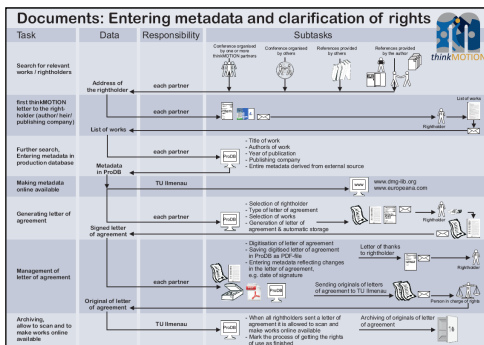 Documents: Entering metadata and clarification of rights
thinkMOTION
Task
Data
Responsibility
Subtasks
Conference organised
by one or more
thinkMOTION partners
Conference organised
by others
References provided
by others
References provided
by the author
Search for relevant
works / rightholders
Address of
the rightholder
each partner
first thinkMOTION
letter to the right-
holder (author/ heir/
publishing company)
each partner
List of works
Rightholder
List of works
Further search,
Entering metadata in
production database
each partner
ProDB
- Title of work
- Authors of work
- Year of publication
- Publishing company
- Entire metadata derived from external source
Metadata
in ProDB
Making metadata
online available
TU Ilmenau
www
www.dmg-lib.org
www.europeana.com
Generating letter of
agreement
each partner
ProDB
- Selection of rightholder
- Type of letter of agreement
- Selection of works
- Generation of letter of
agreement & automatic storage
Rightholder
Signed letter
of agreement
Management of
letter of agreement
each partner
ProDB
- Digitisation of letter of agreement
- Saving digitised letter of agreement
in ProDB as PDF-file
- Entering metadata reflecting changes
in the letter of agreement,
e.g. date of signature
Letter of thanks
to rightholder
Rightholder
Sending originals of letters
of agreement to TU Ilmenau
Person in charge of rights
Original of letter
of agreement
Archiving,
allow to scan and to
make works online
available
TU Ilmenau
ProDB
- When all rightholders sent a letter of
agreement it is allowed to scan and
make works online available
- Mark the process of getting the rights
of use as finished
Archiving of originals of letter
of agreement